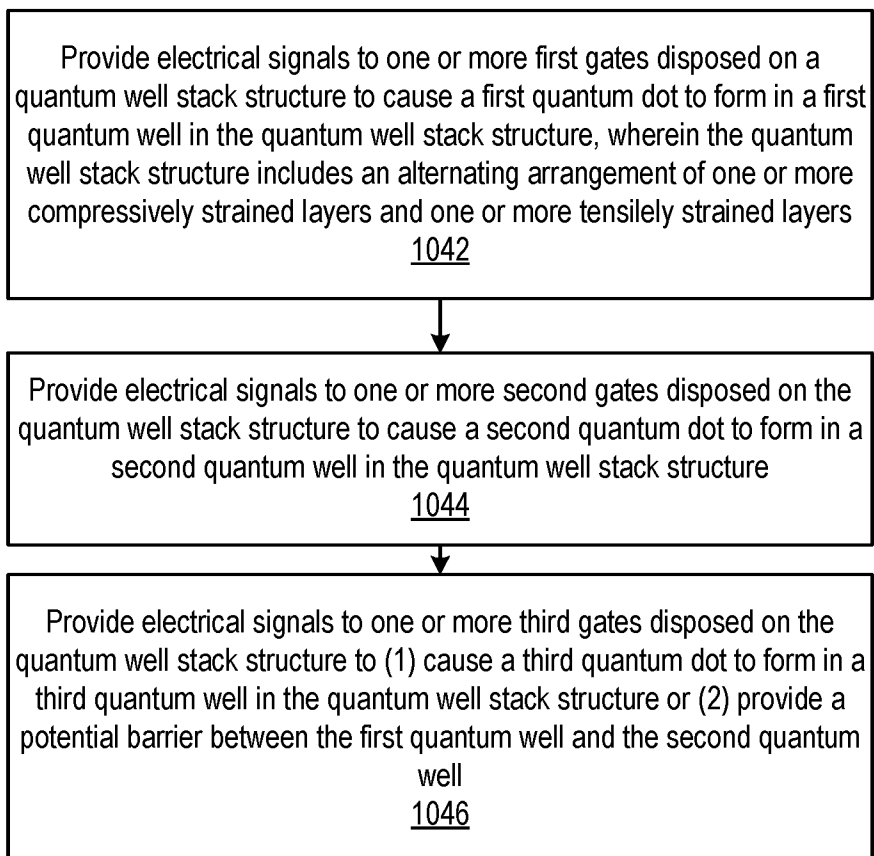 Provide electrical signals to one or more first gates disposed on a
quantum well stack structure to cause a first quantum dot to form in a first
quantum well in the quantum well stack structure, wherein the quantum
well stack structure includes an alternating arrangement of one or more
compressively strained layers and one or more tensilely strained layers
1042
Provide electrical signals to one or more second gates disposed on the
quantum well stack structure to cause a second quantum dot to form in a
second quantum well in the quantum well stack structure
1044
Provide electrical signals to one or more third gates disposed on the
quantum well stack structure to (1) cause a third quantum dot to form in a
third quantum well in the quantum well stack structure or (2) provide a
potential barrier between the first quantum well and the second quantum
well
1046